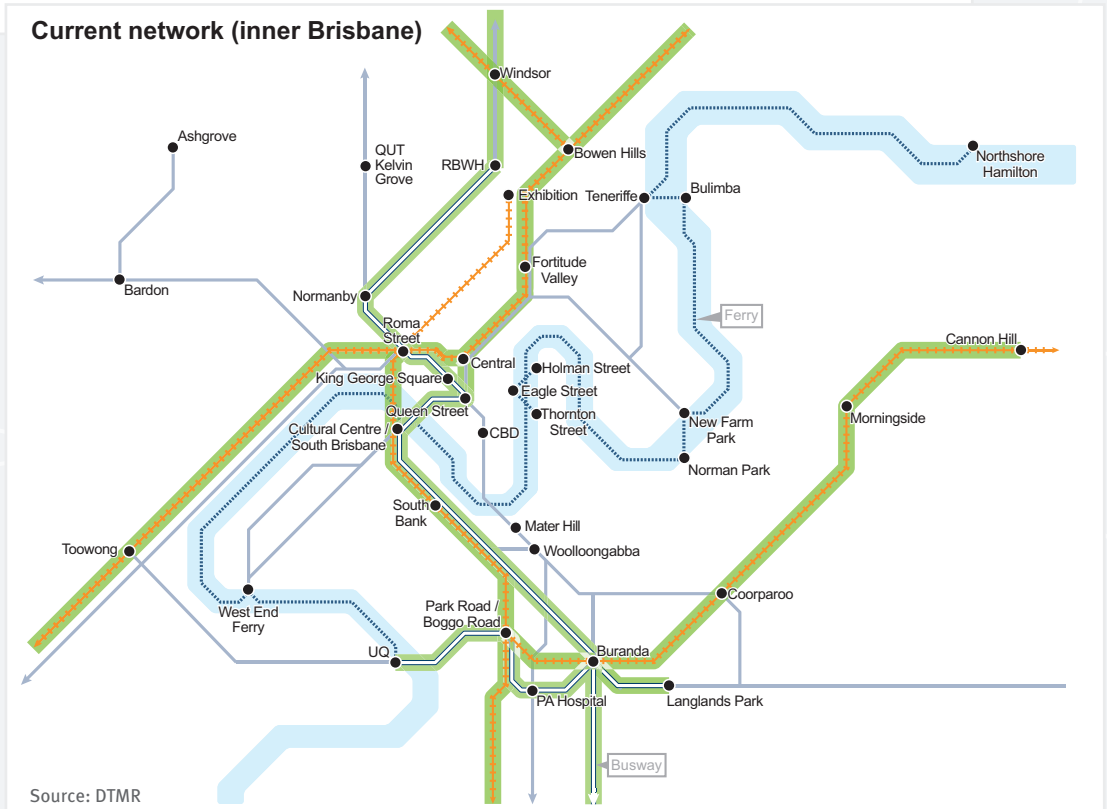 Current network (inner Brisbane)
Windsor
Ashgrove
QUT
Kelvin
Grove
RBWH
Bowen Hills
Northshore
Hamilton
Exhibition
Teneriffe
Bulimba
Bardon
Fortitude
Valley
Normanby
Ferry
Roma
Street
Cannon Hill
Central
King George Square
Holman Street
Eagle Street
Queen Street
Thornton
Street
New Farm
Park
Morningside
Cultural Centre /
South Brisbane
CBD
Norman Park
South
Bank
Mater Hill
Toowong
Woolloongabba
West End
Ferry
Park Road /
Boggo Road
Coorparoo
UQ
Buranda
PA Hospital
Langlands Park
Busway
Source: DTMR